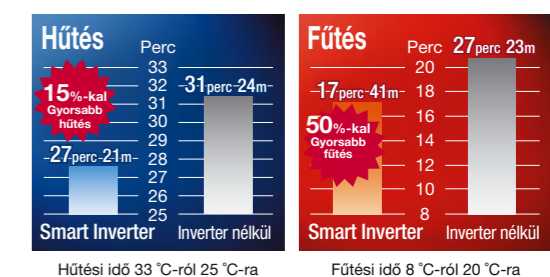 Hűtés
Perc
33
32
31
30
29
28
27
26
25
15%-kal
Gyorsabb
hűtés
27perc-21m
31perc-24m
Smart Inverter
Inverter nélkül
Hűtési idő 33 ˚C-ról 25 ˚C-ra
Fűtés
Perc
20
18
16
14
12
10
8
17perc-41m
27perc 23m
50%-kal
Gyorsabb
fűtés
Smart Inverter
Inverter nélkül
Fűtési idő 8 ˚C-ról 20 ˚C-ra